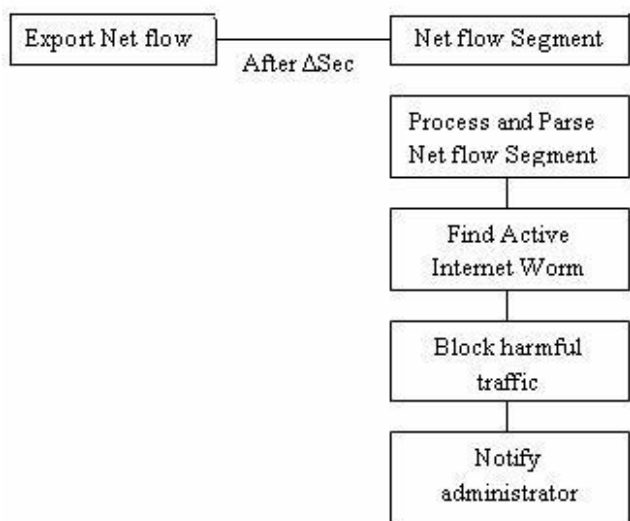 Export Net flow
After ΔSec
Net flow Segment
Process and Parse
Net flow Segment
Find Active
Internet Worm
Block harmful
traffic
Notify
administrator